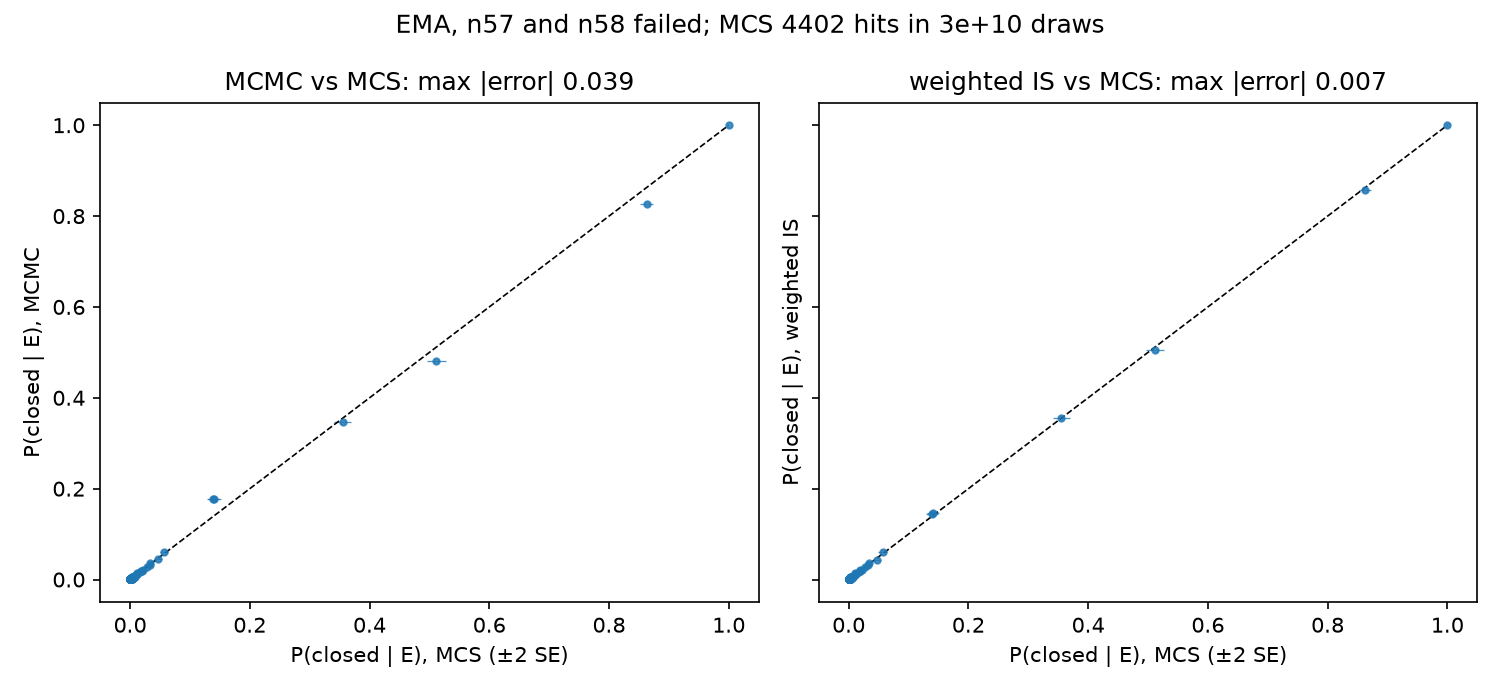 EMA, n57 and n58 failed; MCS 4402 hits in 3e+10 draws
MCMC vs MCS: max |error| 0.039
P(closed | E), MCMC
1.0
0.8
0.6
0.4
0.2
0.0
0.0 0.2 0.4 0.6 0.8 1.0
P(closed | E), MCS (±2 SE)
weighted IS vs MCS: max |error| 0.007
P(closed | E), weighted IS
0.0 0.2 0.4 0.6 0.8 1.0
P(closed | E), MCS (±2 SE)